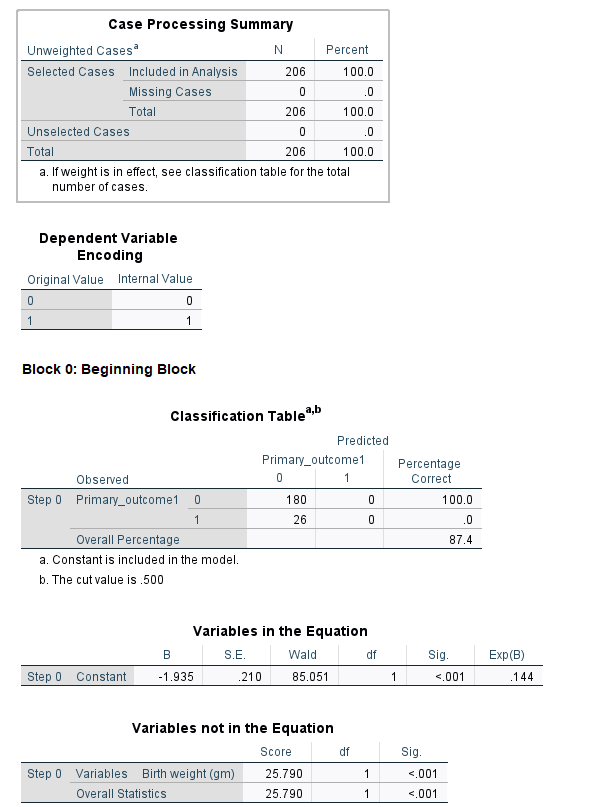 Case Processing Summary
Unweighted Casesa N Percent
Selected Cases Included in Analysis 206 100.0
Missing Cases 0 .0
Total 206 100.0
Unselected Cases 0 .0
Total 206 100.0
a. If weight is in effect, see classification table for the total
number of cases.
Dependent Variable
Encoding
Original Value Internal Value
0 0
1 1
Block 0: Beginning Block
Classification Tablea,b
Predicted
Primary_outcome1 Percentage
Observed 0 1 Correct
Step 0 Primary_outcome1 0 180 0 100.0
1 26 0 .0
Overall Percentage 87.4
a. Constant is included in the model.
b. The cut value is .500
Variables in the Equation
B S.E. Wald df Sig. Exp(B)
Step 0 Constant -1.935 .210 85.051 1 <.001 .144
Variables not in the Equation
Score df Sig.
Step 0 Variables Birth weight (gm) 25.790 1 <.001
Overall Statistics 25.790 1 <.001